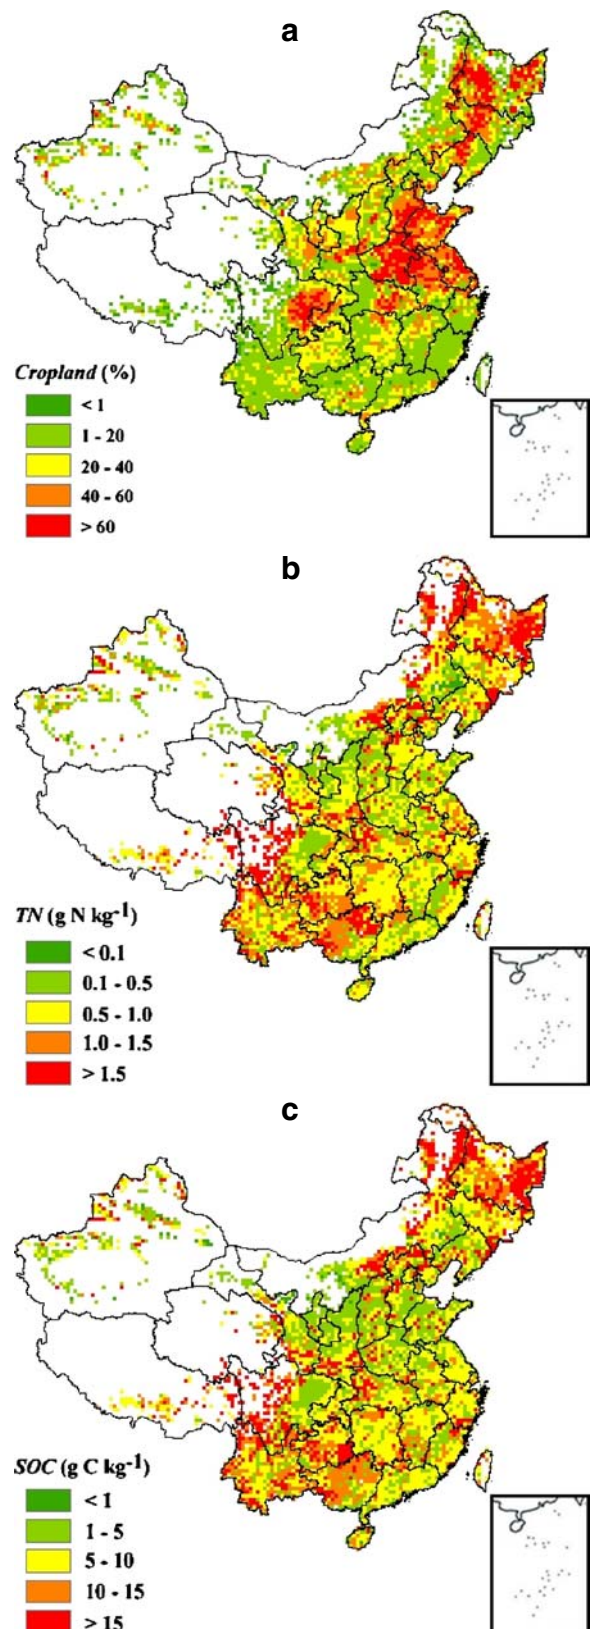 a
Cropland (%)
< 1
1 - 20
20 - 40
40 - 60
> 60
b
TN (g N kg-1)
< 0.1
0.1 - 0.5
0.5 - 1.0
1.0 - 1.5
> 1.5
c
SOC (g C kg-1)
< 1
1 - 5
5 - 10
10 - 15
> 15